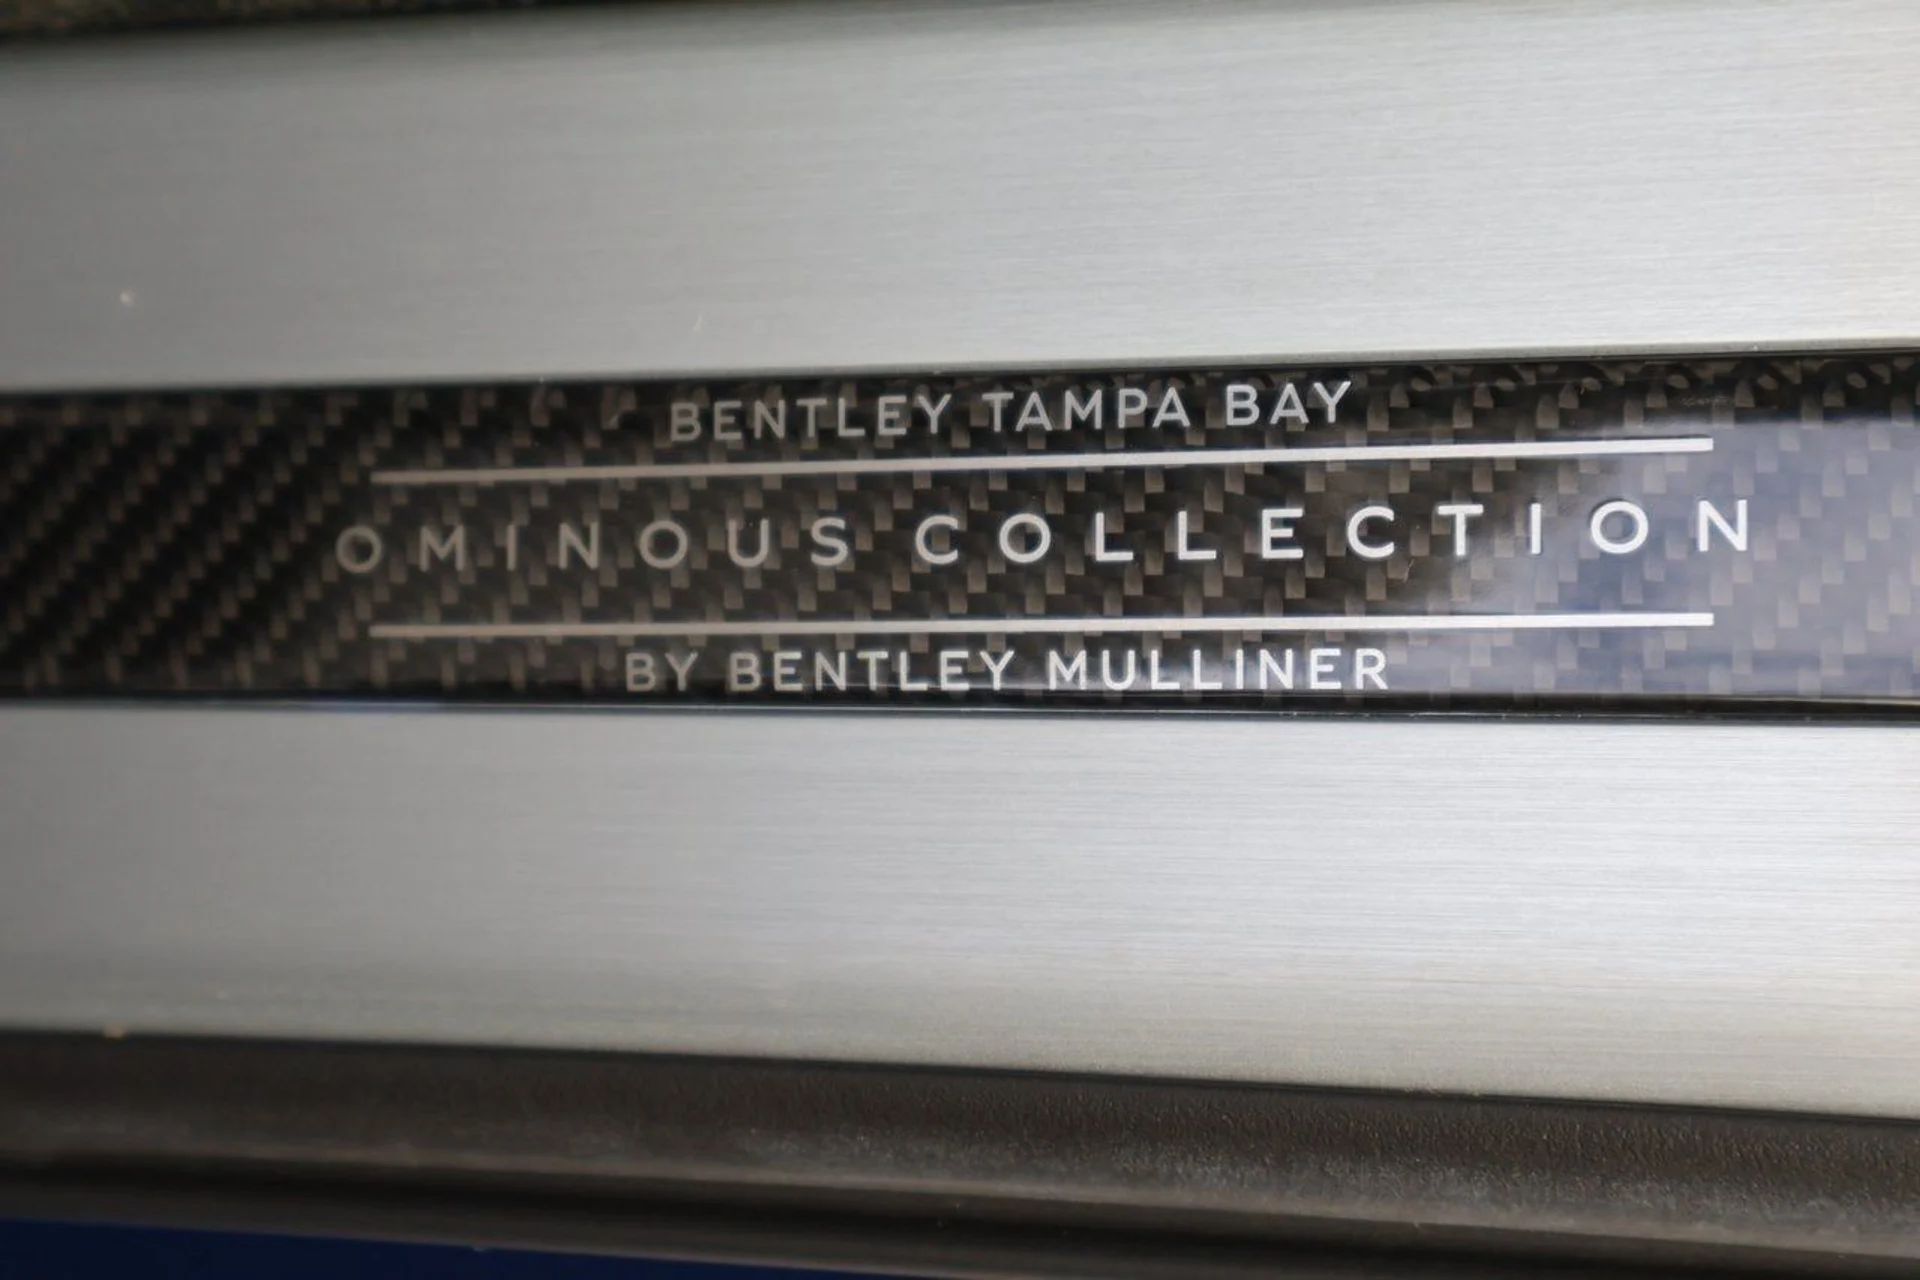 BENTLEY TAMPA BAY
OMINOUS COLLECTION
BY BENTLEY MULLINER